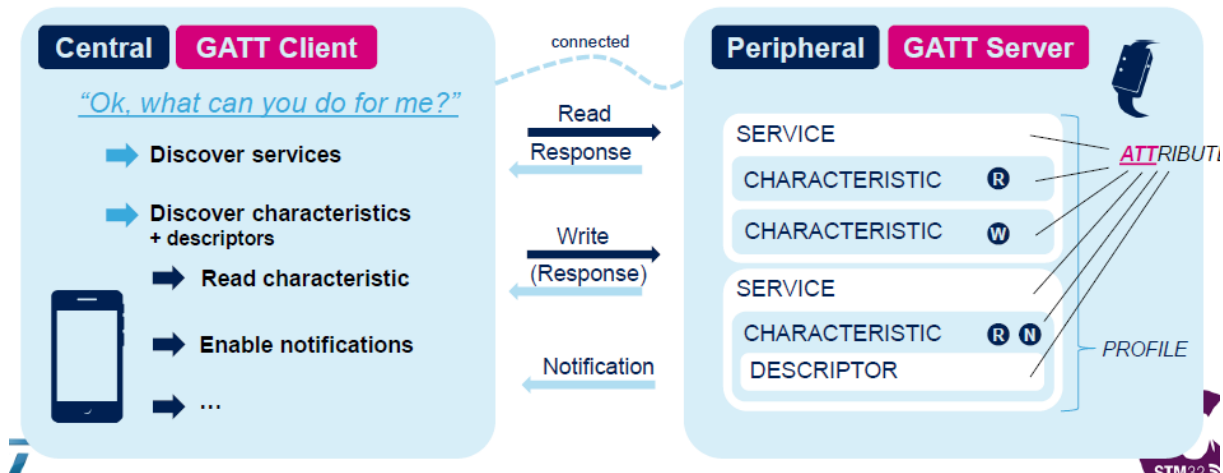 Central GATT Client
"Ok, what can you do for me?"
Discover services
Discover characteristics
+ descriptors
Read characteristic
Enable notifications
...
connected
Read
Response
Write
(Response)
Notification
Peripheral GATT Server
SERVICE
CHARACTERISTIC R
CHARACTERISTIC W
SERVICE
CHARACTERISTIC R N
DESCRIPTOR
ATTRIBUTE
PROFILE
STM32